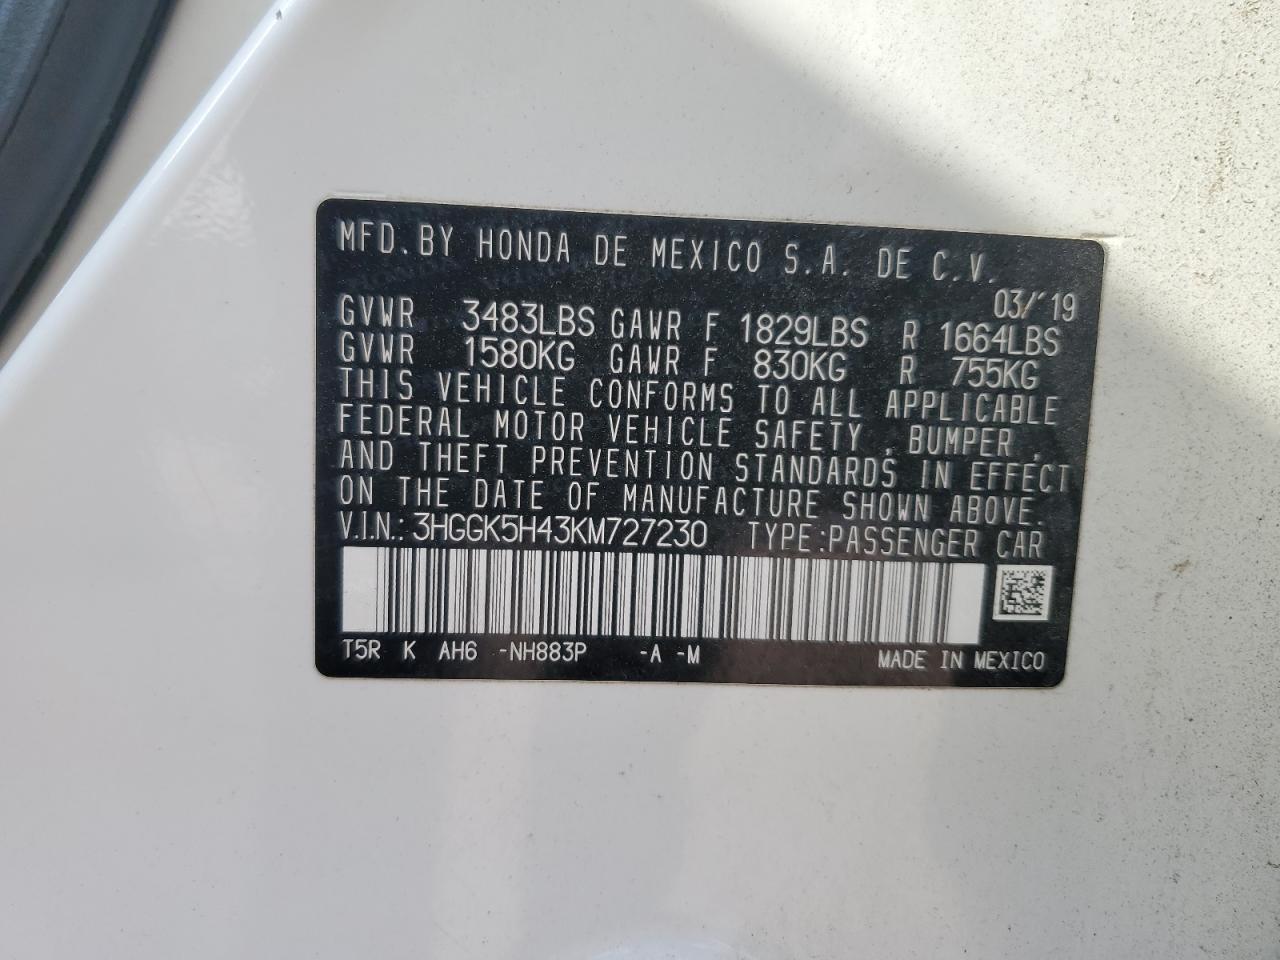 MFD. BY HONDA DE MEXICO S.A. DE C.V.
03/'19
GVWR 3483LBS GAWR F 1829LBS R 1664LBS
GVWR 1580KG GAWR F 830KG R 755KG
THIS VEHICLE CONFORMS TO ALL APPLICABLE
FEDERAL MOTOR VEHICLE SAFETY , BUMPER ,
AND THEFT PREVENTION STANDARDS IN EFFECT
ON THE DATE OF MANUFACTURE SHOWN ABOVE.
V.I.N.: 3HGGK5H43KM727230 TYPE:PASSENGER CAR
T5R K AH6 -NH883P -A -M MADE IN MEXICO